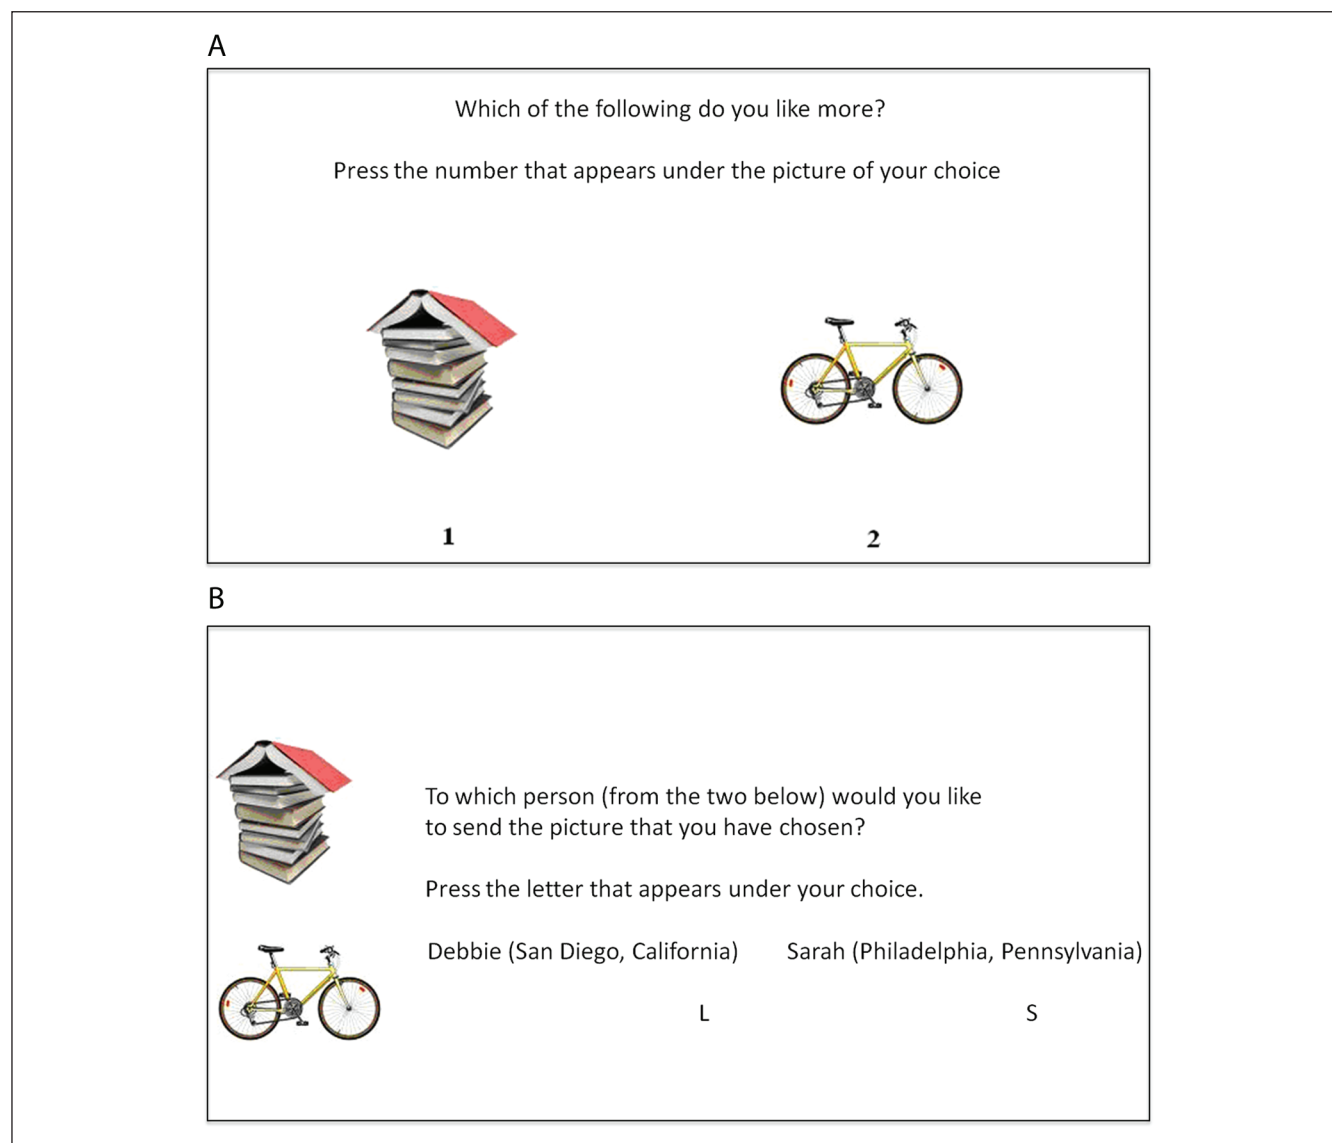 A
Which of the following do you like more?
Press the number that appears under the picture of your choice
1 2
B
To which person (from the two below) would you like
to send the picture that you have chosen?
Press the letter that appears under your choice.
Debbie (San Diego, California) Sarah (Philadelphia, Pennsylvania)
L S